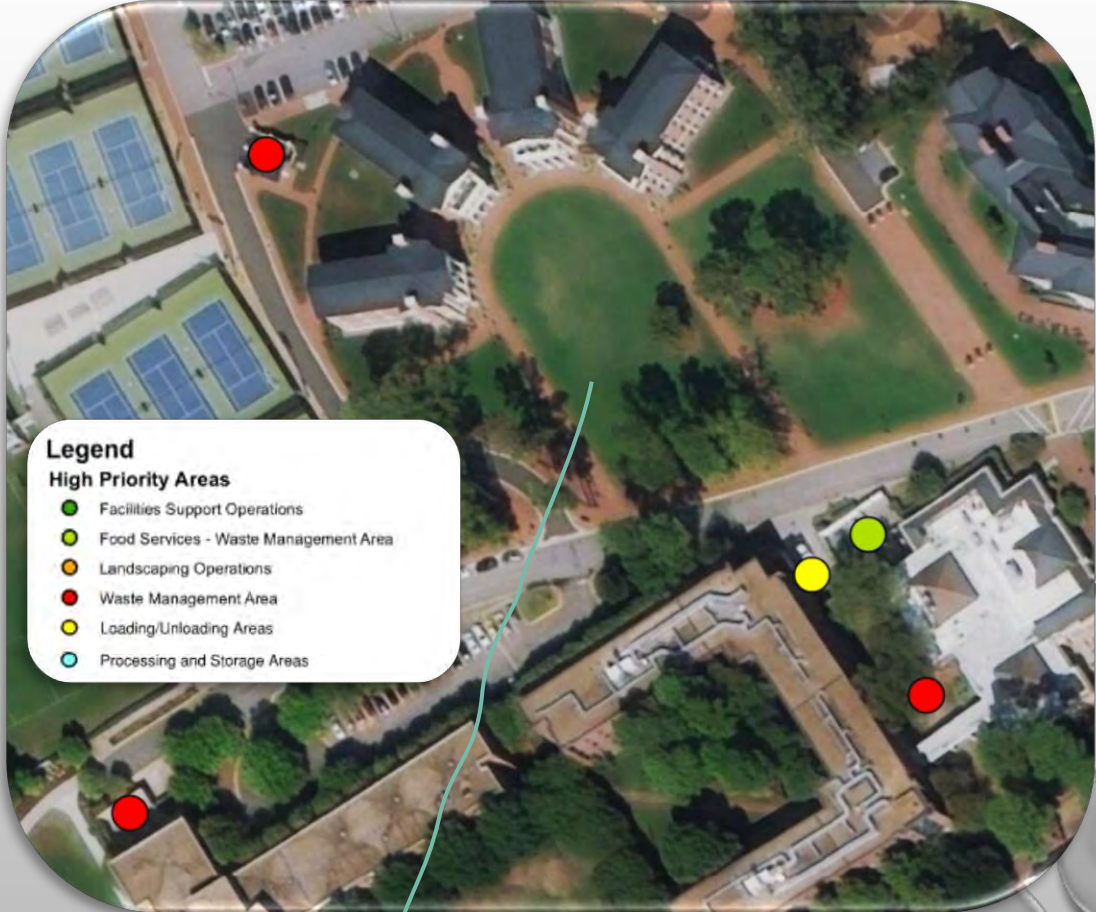 Legend
High Priority Areas
Facilities Support Operations
Food Services - Waste Management Area
Landscaping Operations
Waste Management Area
Loading/Unloading Areas
Processing and Storage Areas